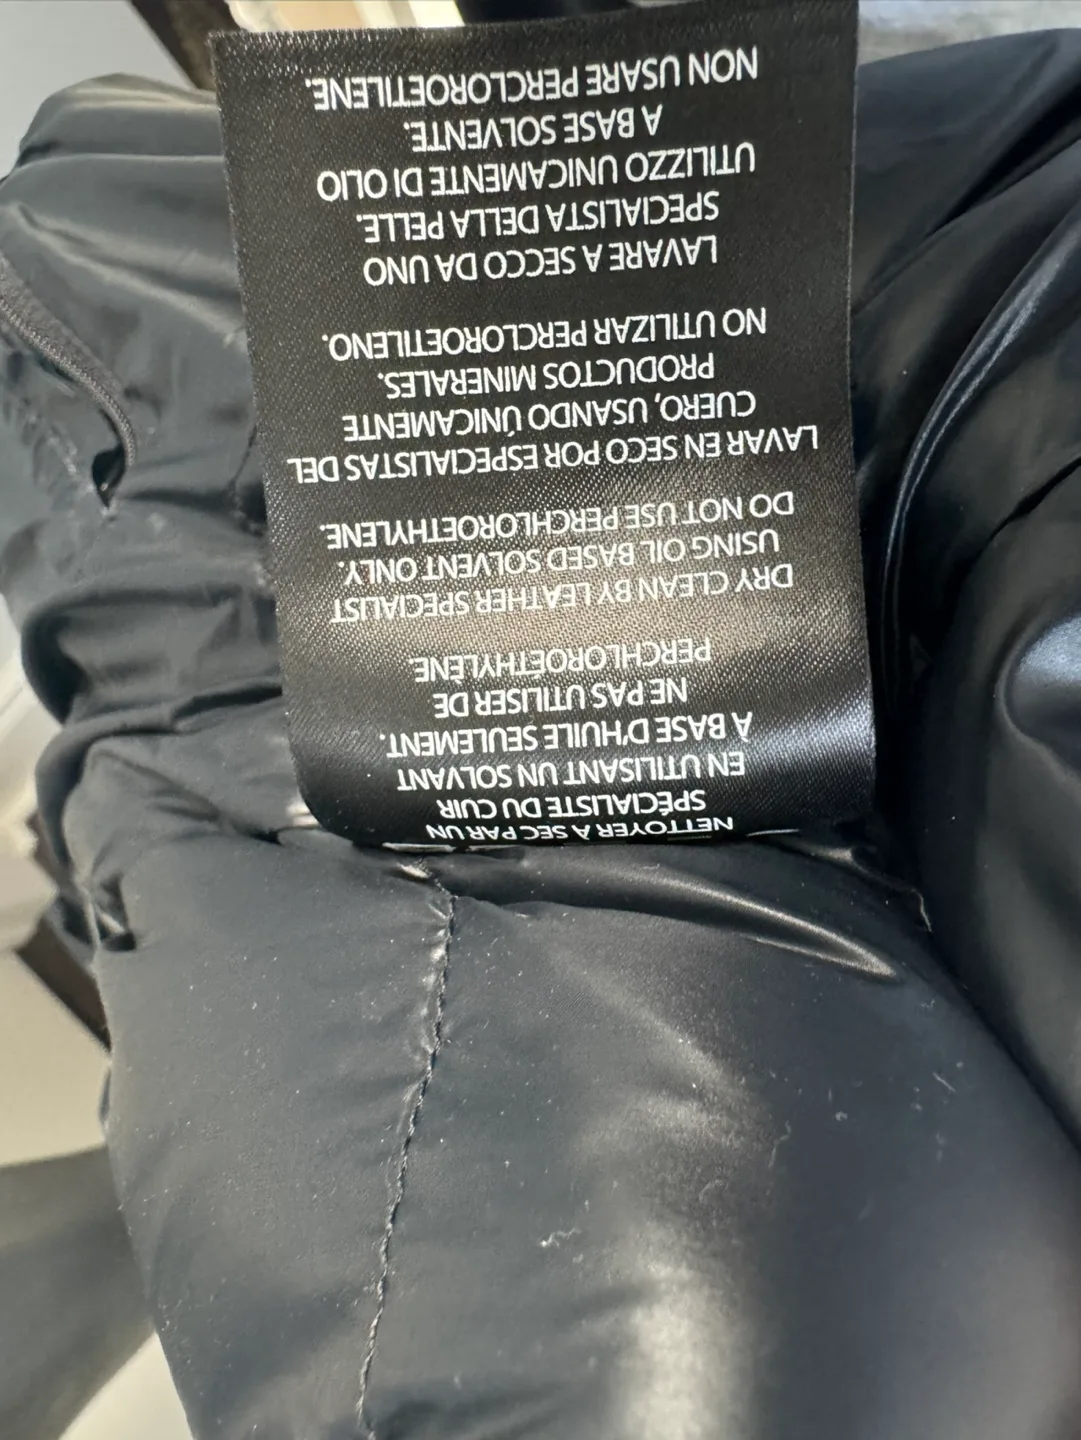 NETTOYER À SEC PAR UN
SPÉCIALISTE DU CUIR
EN UTILISANT UN SOLVANT
A BASE D'HUILE SEULEMENT.
NE PAS UTILISER DE
PERCHLOROÉTHYLÈNE.
DRY CLEAN BY LEATHER SPECIALIST
USING OIL BASED SOLVENT ONLY.
DO NOT USE PERCHLOROETHYLENE.
LAVAR EN SECO POR ESPECIALISTAS DEL
CUERO, USANDO ÚNICAMENTE
PRODUCTOS MINERALES.
NO UTILIZAR PERCLOROETILENO.
LAVARE A SECCO DA UNO
SPECIALISTA DELLA PELLE.
UTILIZZO UNICAMENTE DI OLIO
A BASE SOLVENTE.
NON USARE PERCLOROETILENE.